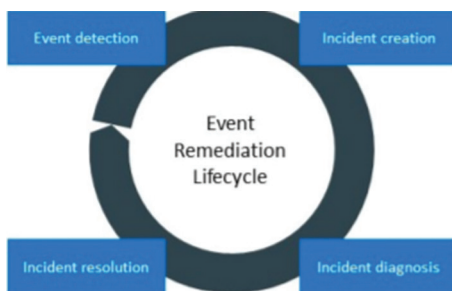 Event detection
Incident creation
Event
Remediation
Lifecycle
Incident resolution
Incident diagnosis